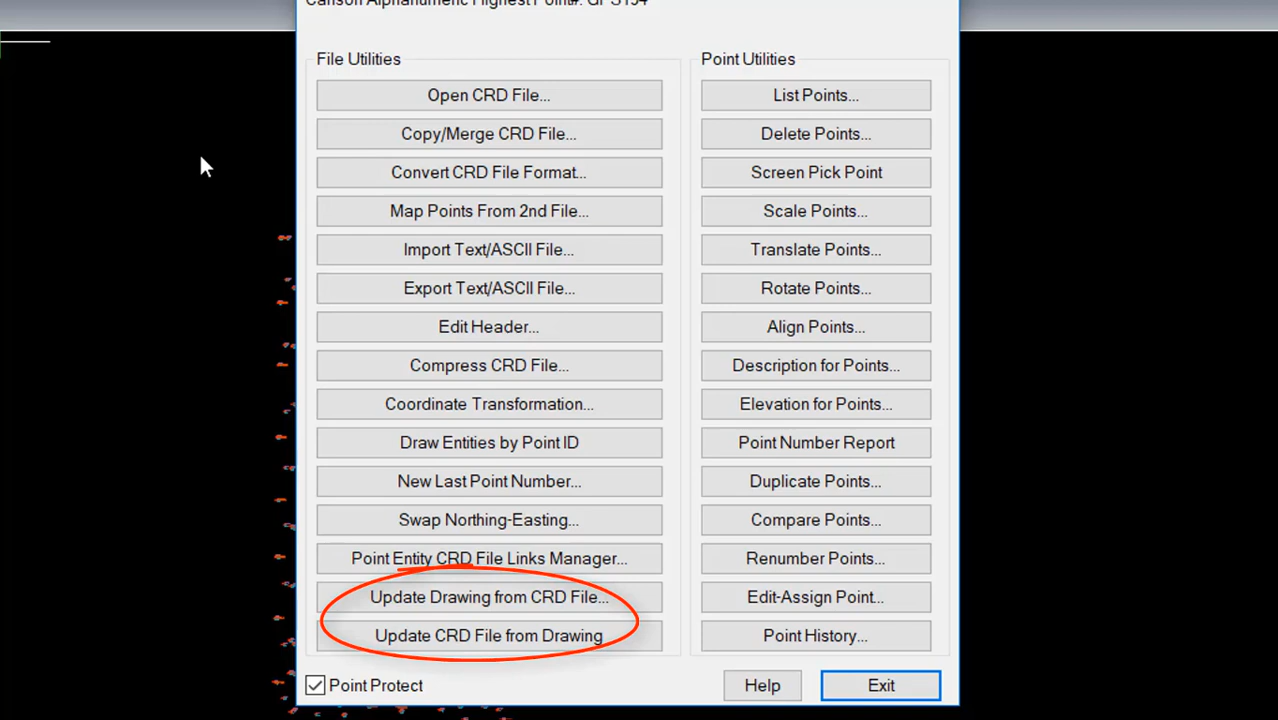 Carlson Alphanumeric Highest Point#: GPS194
File Utilities
Open CRD File...
Copy/Merge CRD File...
Convert CRD File Format...
Map Points From 2nd File...
Import Text/ASCII File...
Export Text/ASCII File...
Edit Header...
Compress CRD File...
Coordinate Transformation...
Draw Entities by Point ID
New Last Point Number...
Swap Northing-Easting...
Point Entity CRD File Links Manager...
Update Drawing from CRD File...
Update CRD File from Drawing
Point Utilities
List Points...
Delete Points...
Screen Pick Point
Scale Points...
Translate Points...
Rotate Points...
Align Points...
Description for Points...
Elevation for Points...
Point Number Report
Duplicate Points...
Compare Points...
Renumber Points...
Edit-Assign Point...
Point History...
Point Protect
Help
Exit